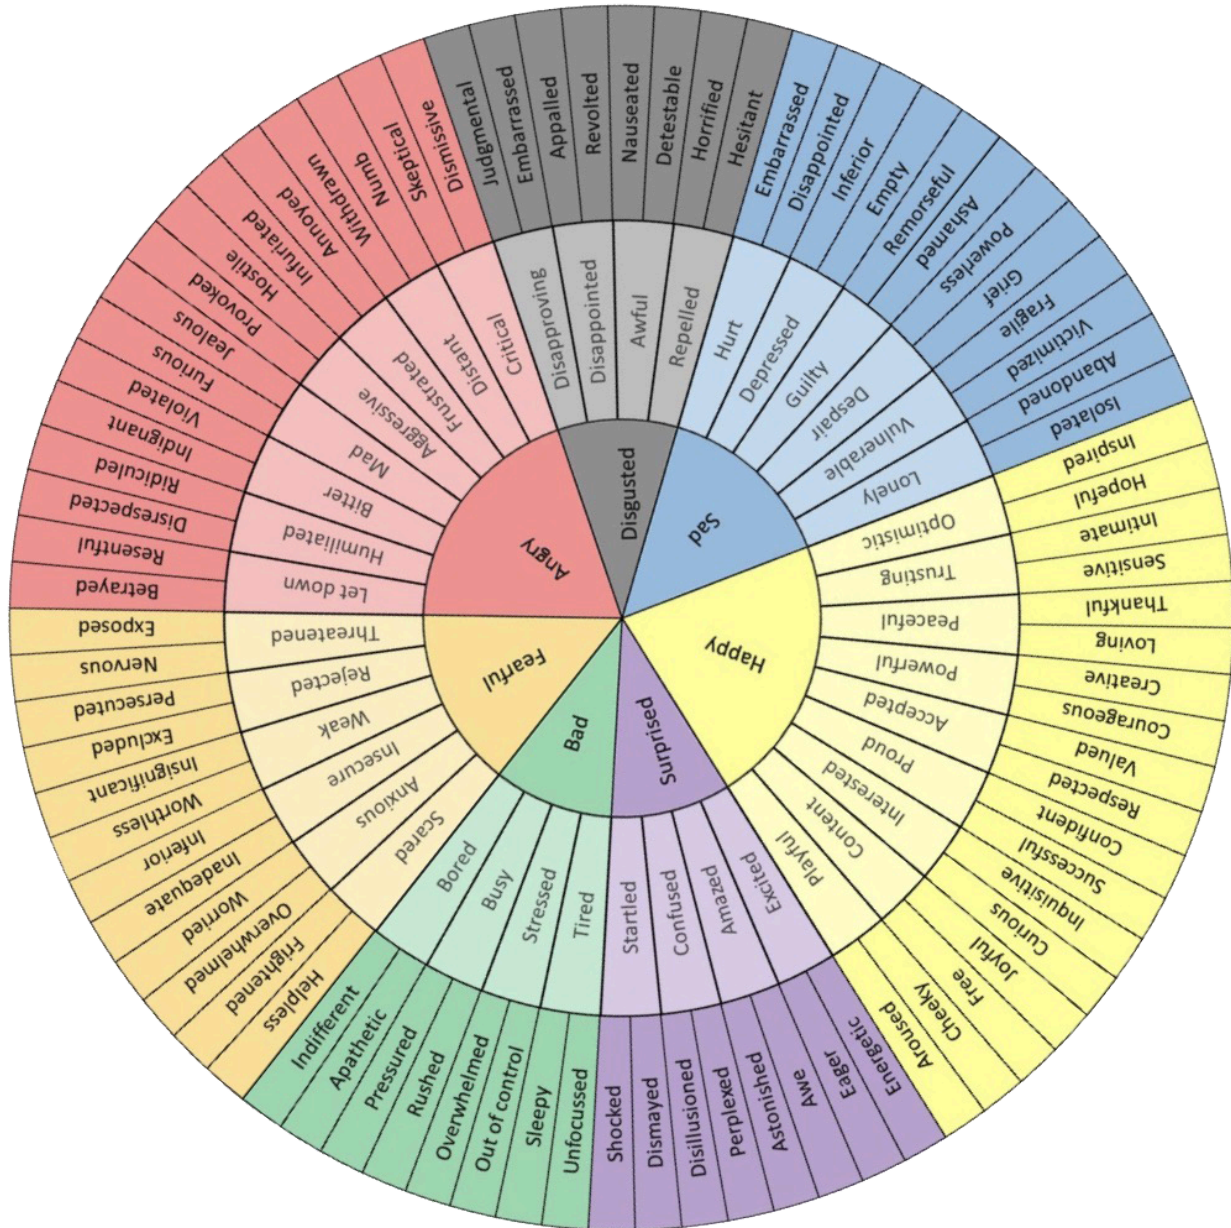 Disgusted
Sad
Happy
Surprised
Bad
Fearful
Angry
Disapproving
Disappointed
Awful
Repelled
Hurt
Depressed
Guilty
Despair
Vulnerable
Lonely
Optimistic
Trusting
Peaceful
Powerful
Accepted
Proud
Interested
Content
Playful
Excited
Amazed
Confused
Startled
Tired
Stressed
Busy
Bored
Scared
Anxious
Insecure
Weak
Rejected
Threatened
Let down
Humiliated
Bitter
Mad
Aggressive
Frustrated
Distant
Critical
Judgmental
Embarrassed
Appalled
Revolted
Nauseated
Detestable
Horrified
Hesitant
Embarrassed
Disappointed
Inferior
Empty
Remorseful
Ashamed
Powerless
Grief
Fragile
Victimized
Abandoned
Isolated
Inspired
Hopeful
Intimate
Sensitive
Thankful
Loving
Creative
Courageous
Valued
Respected
Confident
Successful
Inquisitive
Curious
Joyful
Free
Cheeky
Aroused
Energetic
Eager
Awe
Astonished
Perplexed
Disillusioned
Dismayed
Shocked
Unfocussed
Sleepy
Out of control
Overwhelmed
Rushed
Pressured
Apathetic
Indifferent
Helpless
Frightened
Overwhelmed
Worried
Inadequate
Inferior
Worthless
Insignificant
Excluded
Persecuted
Nervous
Exposed
Betrayed
Resentful
Disrespected
Ridiculed
Indignant
Violated
Furious
Jealous
Provoked
Hostile
Infuriated
Annoyed
Withdrawn
Numb
Skeptical
Dismissive